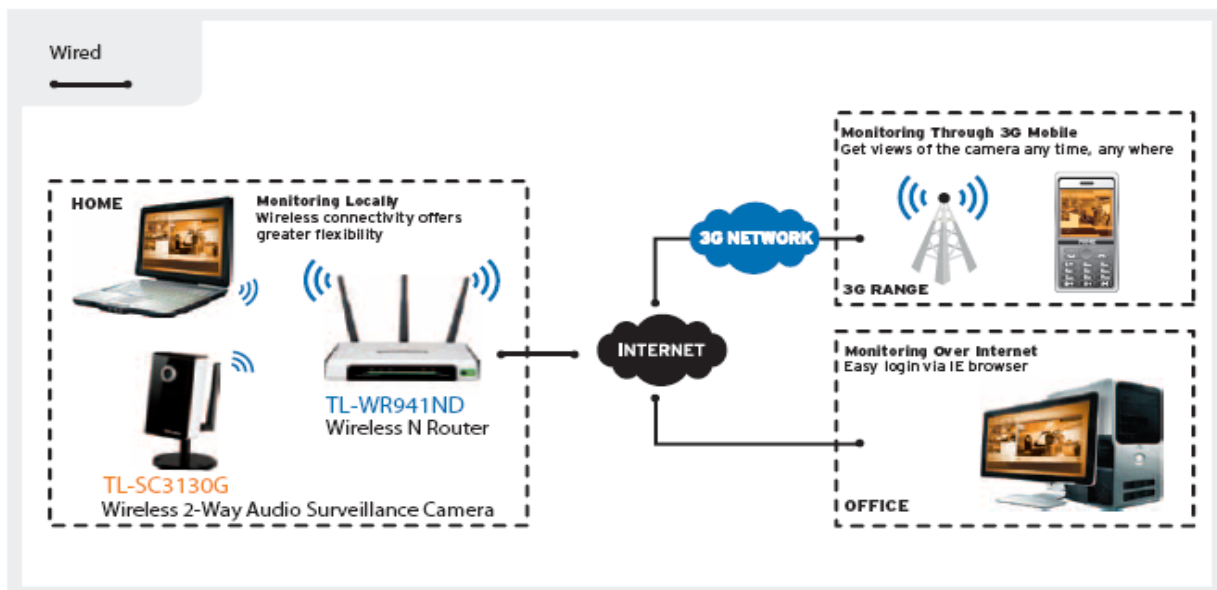 Wired
HOME
Monitoring Locally
Wireless connectivity offers
greater flexibility
TL-WR941ND
Wireless N Router
TL-SC3130G
Wireless 2-Way Audio Surveillance Camera
INTERNET
3G NETWORK
Monitoring Through 3G Mobile
Get views of the camera any time, any where
3G RANGE
Monitoring Over Internet
Easy login via IE browser
OFFICE